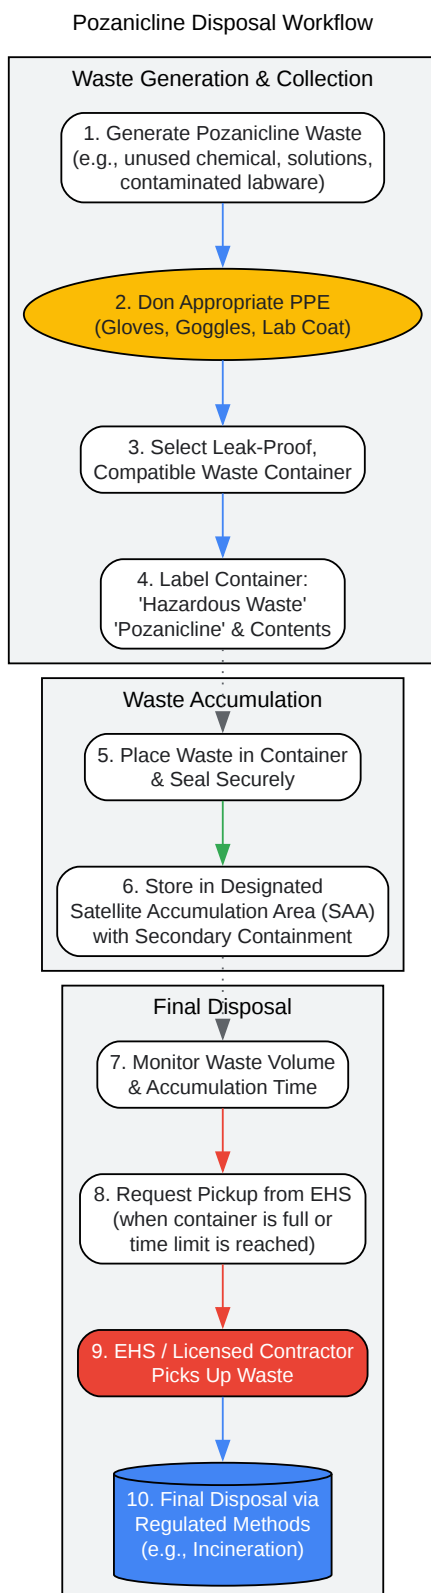 Pozanicline Disposal Workflow
Waste Generation & Collection
1. Generate Pozanicline Waste
(e.g., unused chemical, solutions,
contaminated labware)
2. Don Appropriate PPE
(Gloves, Goggles, Lab Coat)
3. Select Leak-Proof,
Compatible Waste Container
4. Label Container:
'Hazardous Waste'
'Pozanicline' & Contents
Waste Accumulation
5. Place Waste in Container
& Seal Securely
6. Store in Designated
Satellite Accumulation Area (SAA)
with Secondary Containment
Final Disposal
7. Monitor Waste Volume
& Accumulation Time
8. Request Pickup from EHS
(when container is full or
time limit is reached)
9. EHS / Licensed Contractor
Picks Up Waste
10. Final Disposal via
Regulated Methods
(e.g., Incineration)